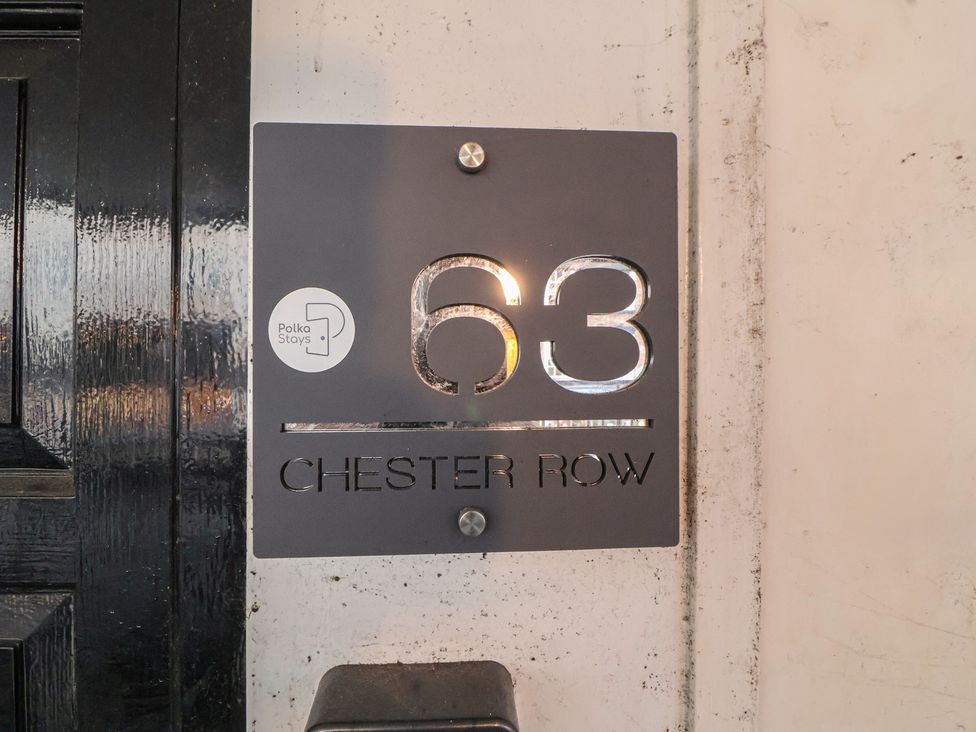 63
Polka
Stays
CHESTER ROW